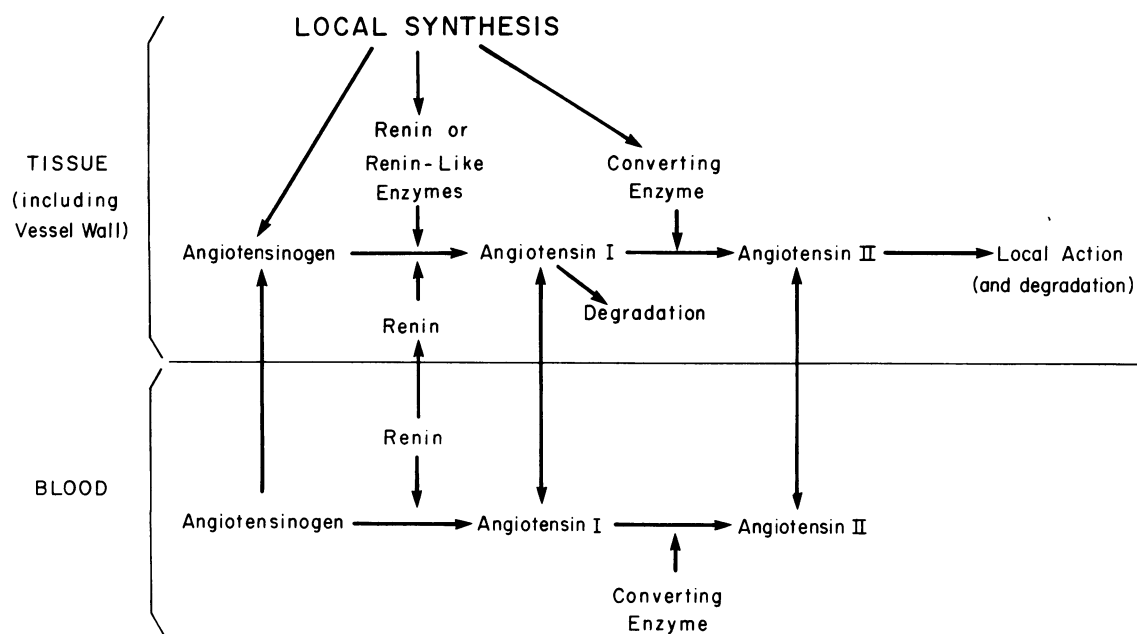 LOCAL SYNTHESIS
TISSUE
(including
Vessel Wall)
Renin or
Renin-Like
Enzymes
Converting
Enzyme
Angiotensinogen
Angiotensin I
Angiotensin II
Local Action
(and degradation)
Degradation
Renin
BLOOD
Renin
Angiotensinogen
Angiotensin I
Angiotensin II
Converting
Enzyme